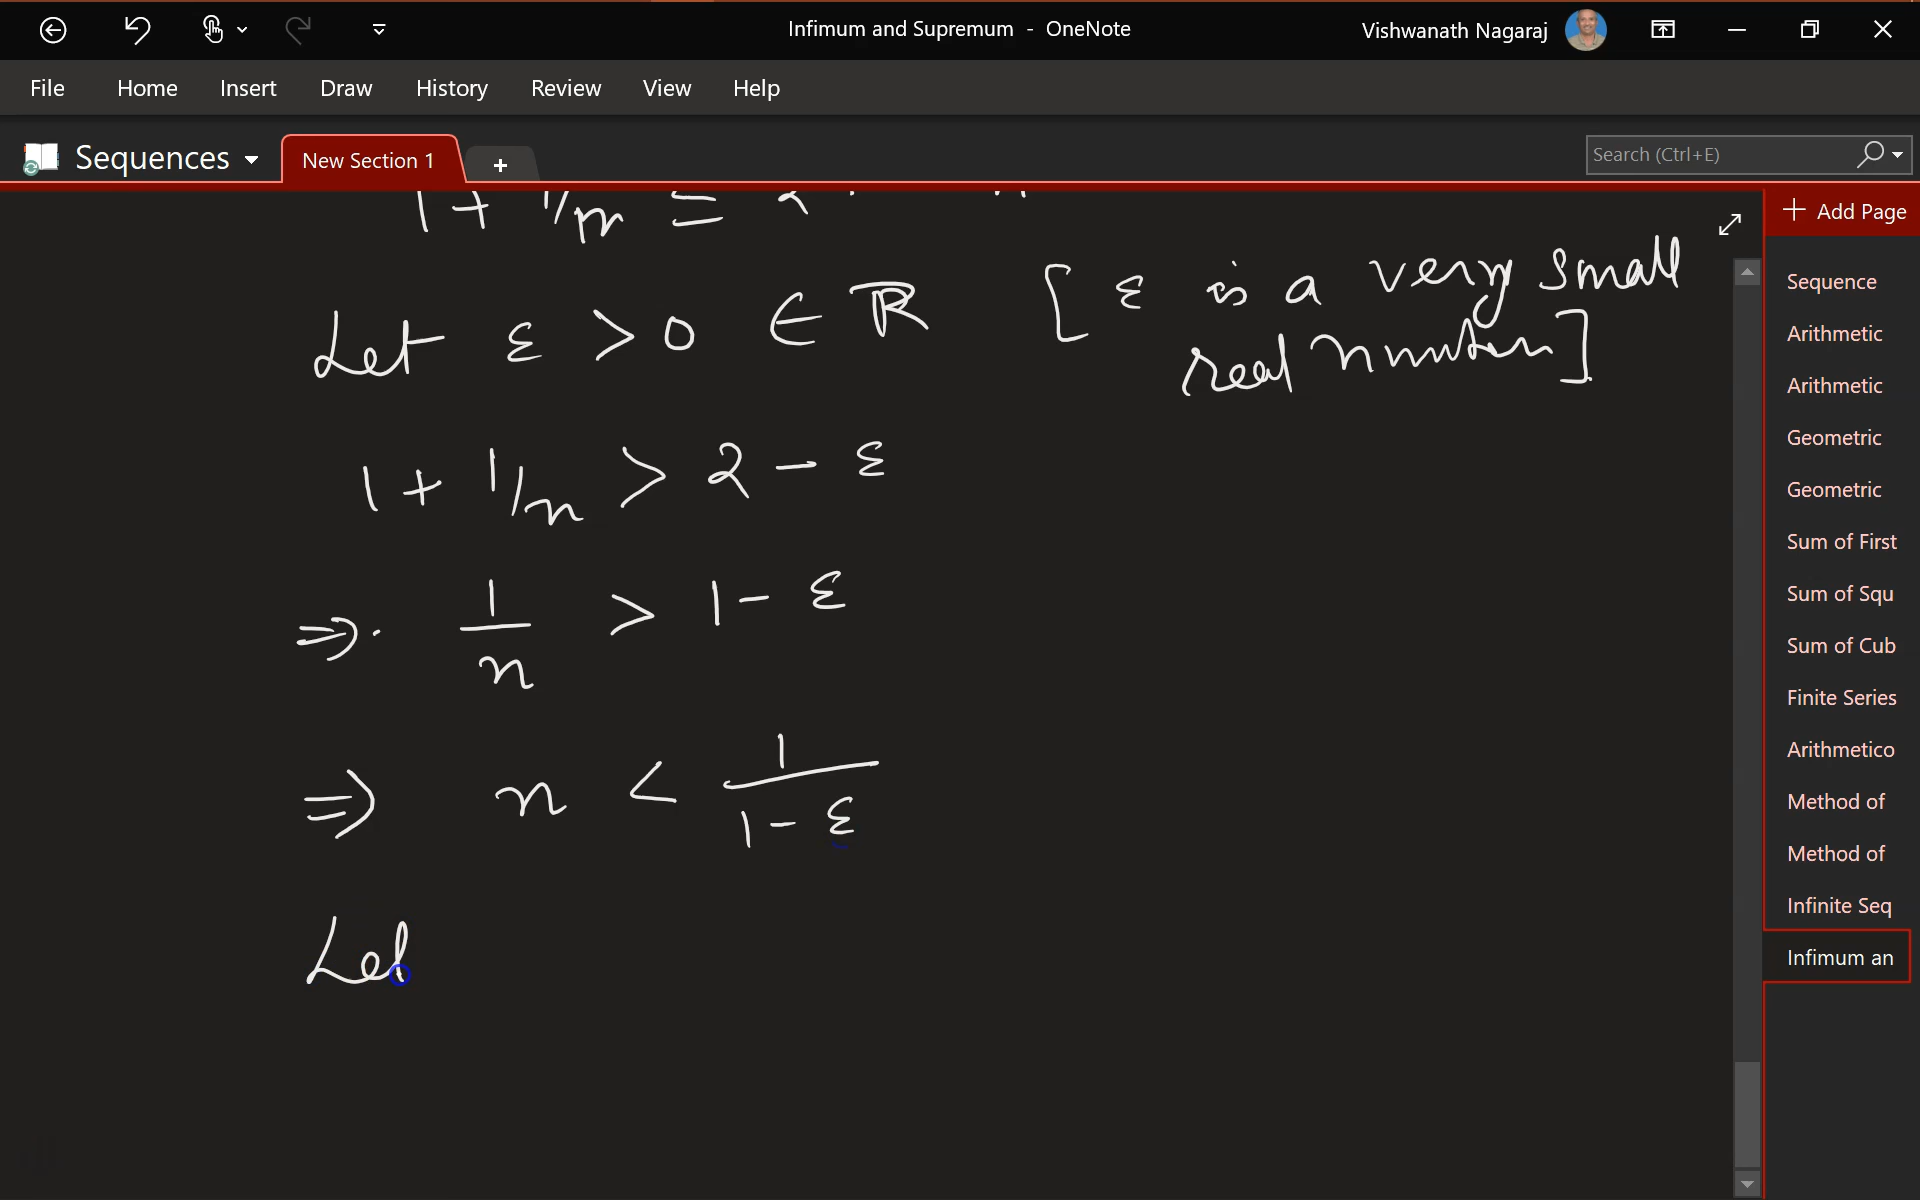 Infimum and Supremum - OneNote
Vishwanath Nagaraj
File Home Insert Draw History Review View Help
Sequences
New Section 1
+
Search (Ctrl+E)
Add Page
Sequence
Arithmetic
Arithmetic
Geometric
Geometric
Sum of First
Sum of Squ
Sum of Cub
Finite Series
Arithmetico
Method of
Method of
Infinite Seq
Infimum an
Let ε > 0 ∈ ℝ [ε is a very small
real number]
1 + 1/n > 2 - ε
⇒ 1/n > 1 - ε
⇒ n < 1/(1 - ε)
Let